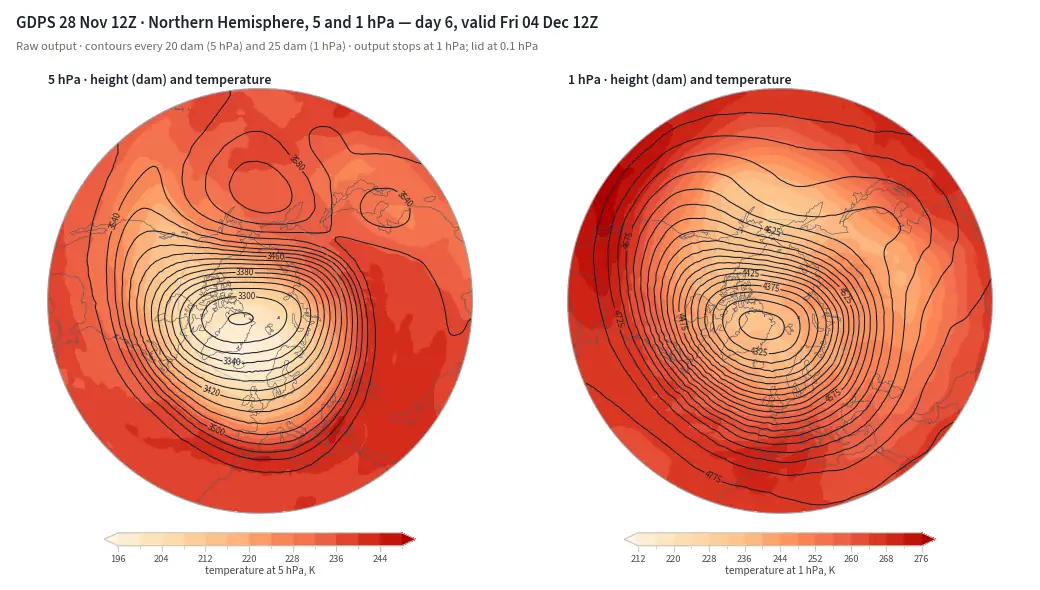 GDPS 28 Nov 12Z · Northern Hemisphere, 5 and 1 hPa — day 6, valid Fri 04 Dec 12Z
Raw output · contours every 20 dam (5 hPa) and 25 dam (1 hPa) · output stops at 1 hPa; lid at 0.1 hPa
5 hPa · height (dam) and temperature
3580
3540
3540
3460
3380
3300
3340
3420
3500
196 204 212 220 228 236 244
temperature at 5 hPa, K
1 hPa · height (dam) and temperature
4625
4675
4425
4375
4525
4725
4475
4325
4675
4775
212 220 228 236 244 252 260 268 276
temperature at 1 hPa, K